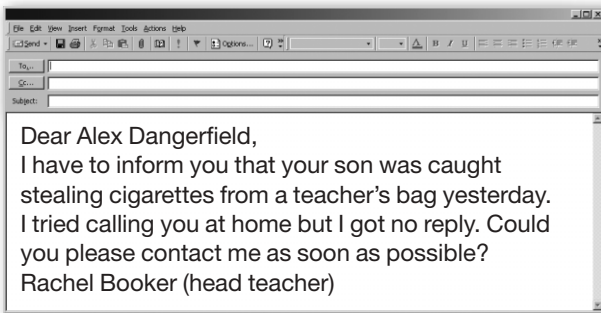 File Edit View Insert Format Tools Actions Help
Send Options... A B I U
To...
Cc...
Subject:
Dear Alex Dangerfield,
I have to inform you that your son was caught
stealing cigarettes from a teacher's bag yesterday.
I tried calling you at home but I got no reply. Could
you please contact me as soon as possible?
Rachel Booker (head teacher)